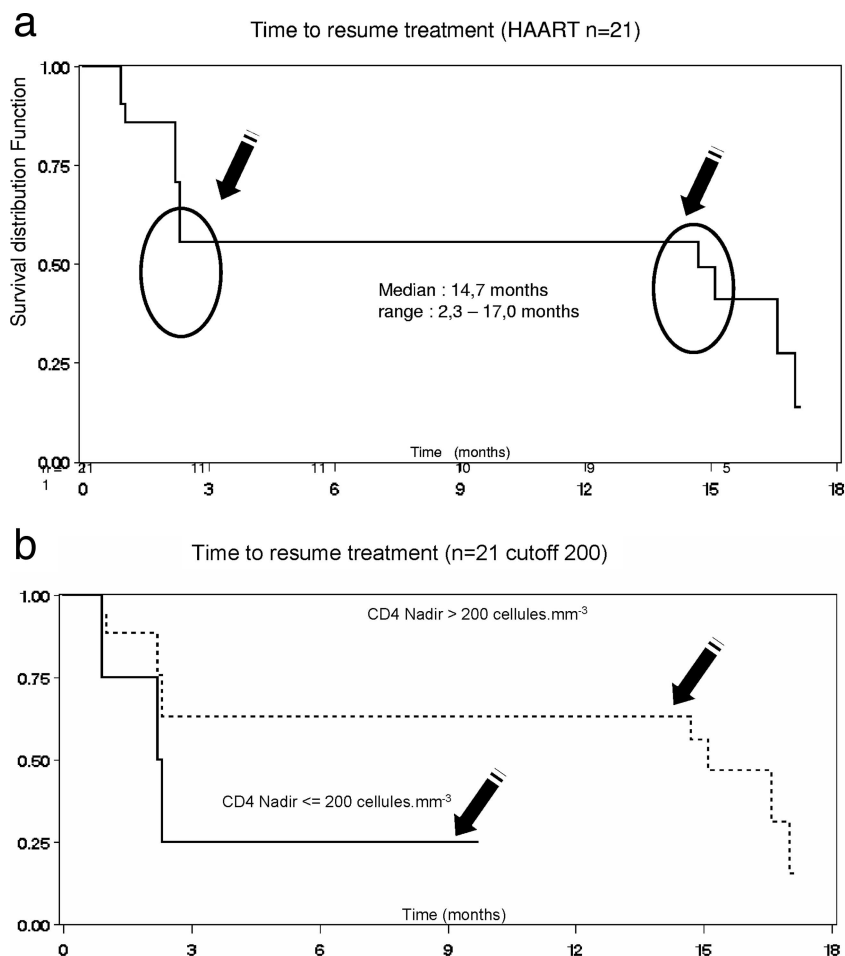 a
Time to resume treatment (HAART n=21)
Survival distribution Function
1.00
0.75
0.50
0.25
0.00
Median : 14,7 months
range : 2,3 – 17,0 months
Time (months)
21 11 11 10 9 5
1
0 3 6 9 12 15 18
b
Time to resume treatment (n=21 cutoff 200)
1.00
0.75
0.50
0.25
0.00
CD4 Nadir > 200 cellules.mm-3
CD4 Nadir <= 200 cellules.mm-3
Time (months)
0 3 6 9 12 15 18